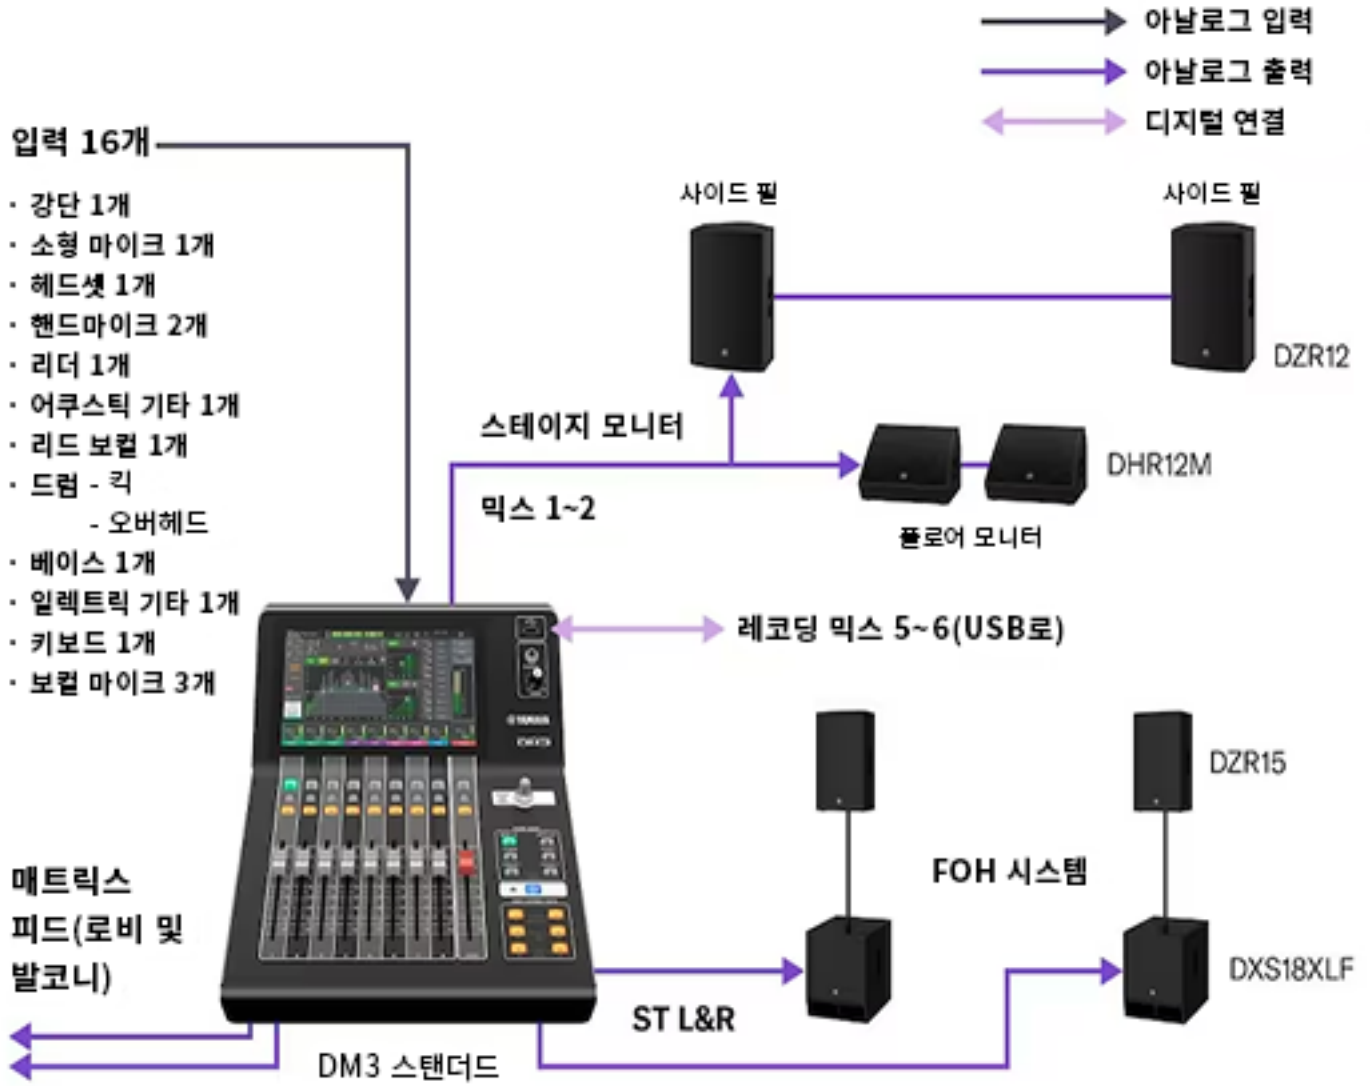 아날로그 입력
아날로그 출력
디지털 연결
입력 16개
· 강단 1개
· 소형 마이크 1개
· 헤드셋 1개
· 핸드마이크 2개
· 리더 1개
· 어쿠스틱 기타 1개
· 리드 보컬 1개
· 드럼 - 킥
- 오버헤드
· 베이스 1개
· 일렉트릭 기타 1개
· 키보드 1개
· 보컬 마이크 3개
사이드 필
사이드 필
DZR12
스테이지 모니터
믹스 1~2
DHR12M
플로어 모니터
레코딩 믹스 5~6(USB로)
YAMAHA
DM3
DZR15
FOH 시스템
DXS18XLF
매트릭스
피드(로비 및
발코니)
ST L&R
DM3 스탠더드